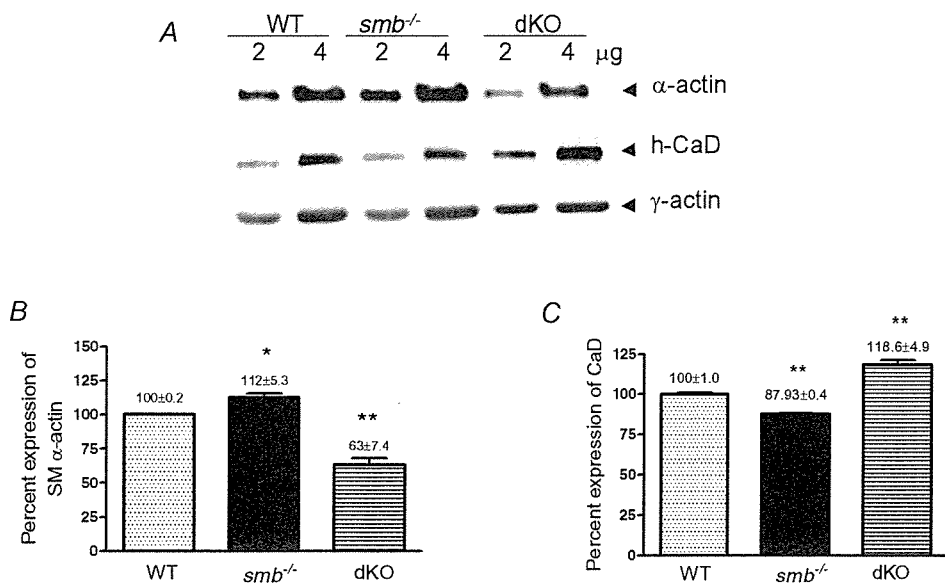 A
WT smb-/- dKO
2 4 2 4 2 4 μg
α-actin
h-CaD
γ-actin
B
Percent expression of
SM α-actin
150
125
100
75
50
25
0
100±0.2
*
112±5.3
**
63±7.4
WT smb-/- dKO
C
Percent expression of CaD
125
100
75
50
25
0
100±1.0
**
87.93±0.4
**
118.6±4.9
WT smb-/- dKO